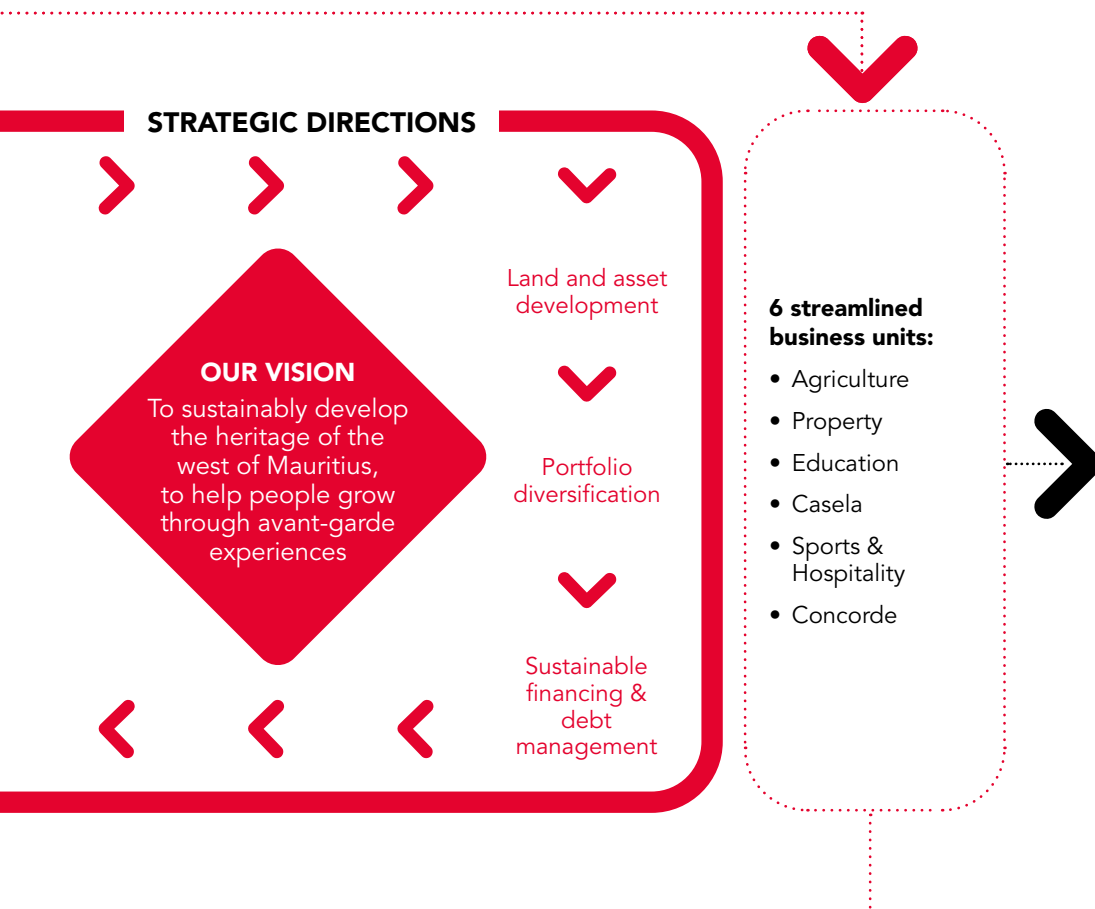 STRATEGIC DIRECTIONS
OUR VISION
To sustainably develop
the heritage of the
west of Mauritius,
to help people grow
through avant-garde
experiences
Land and asset
development
Portfolio
diversification
Sustainable
financing &
debt
management
6 streamlined
business units:
• Agriculture
• Property
• Education
• Casela
• Sports &
Hospitality
• Concorde